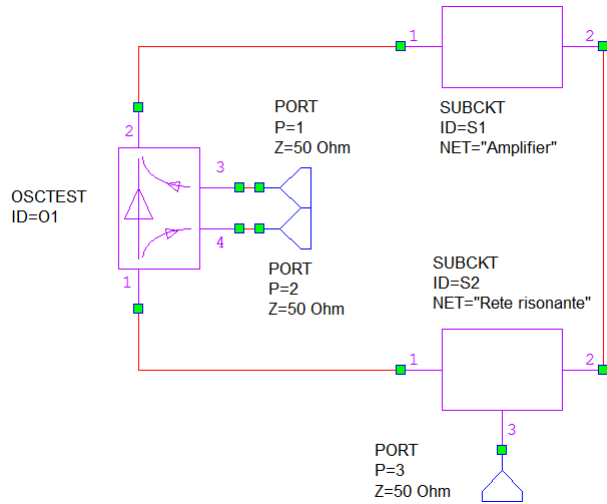 1
2
SUBCKT
ID=S1
NET="Amplifier"
PORT
P=1
Z=50 Ohm
2
3
OSCTEST
ID=O1
4
1
PORT
P=2
Z=50 Ohm
SUBCKT
ID=S2
NET="Rete risonante"
1
2
3
PORT
P=3
Z=50 Ohm